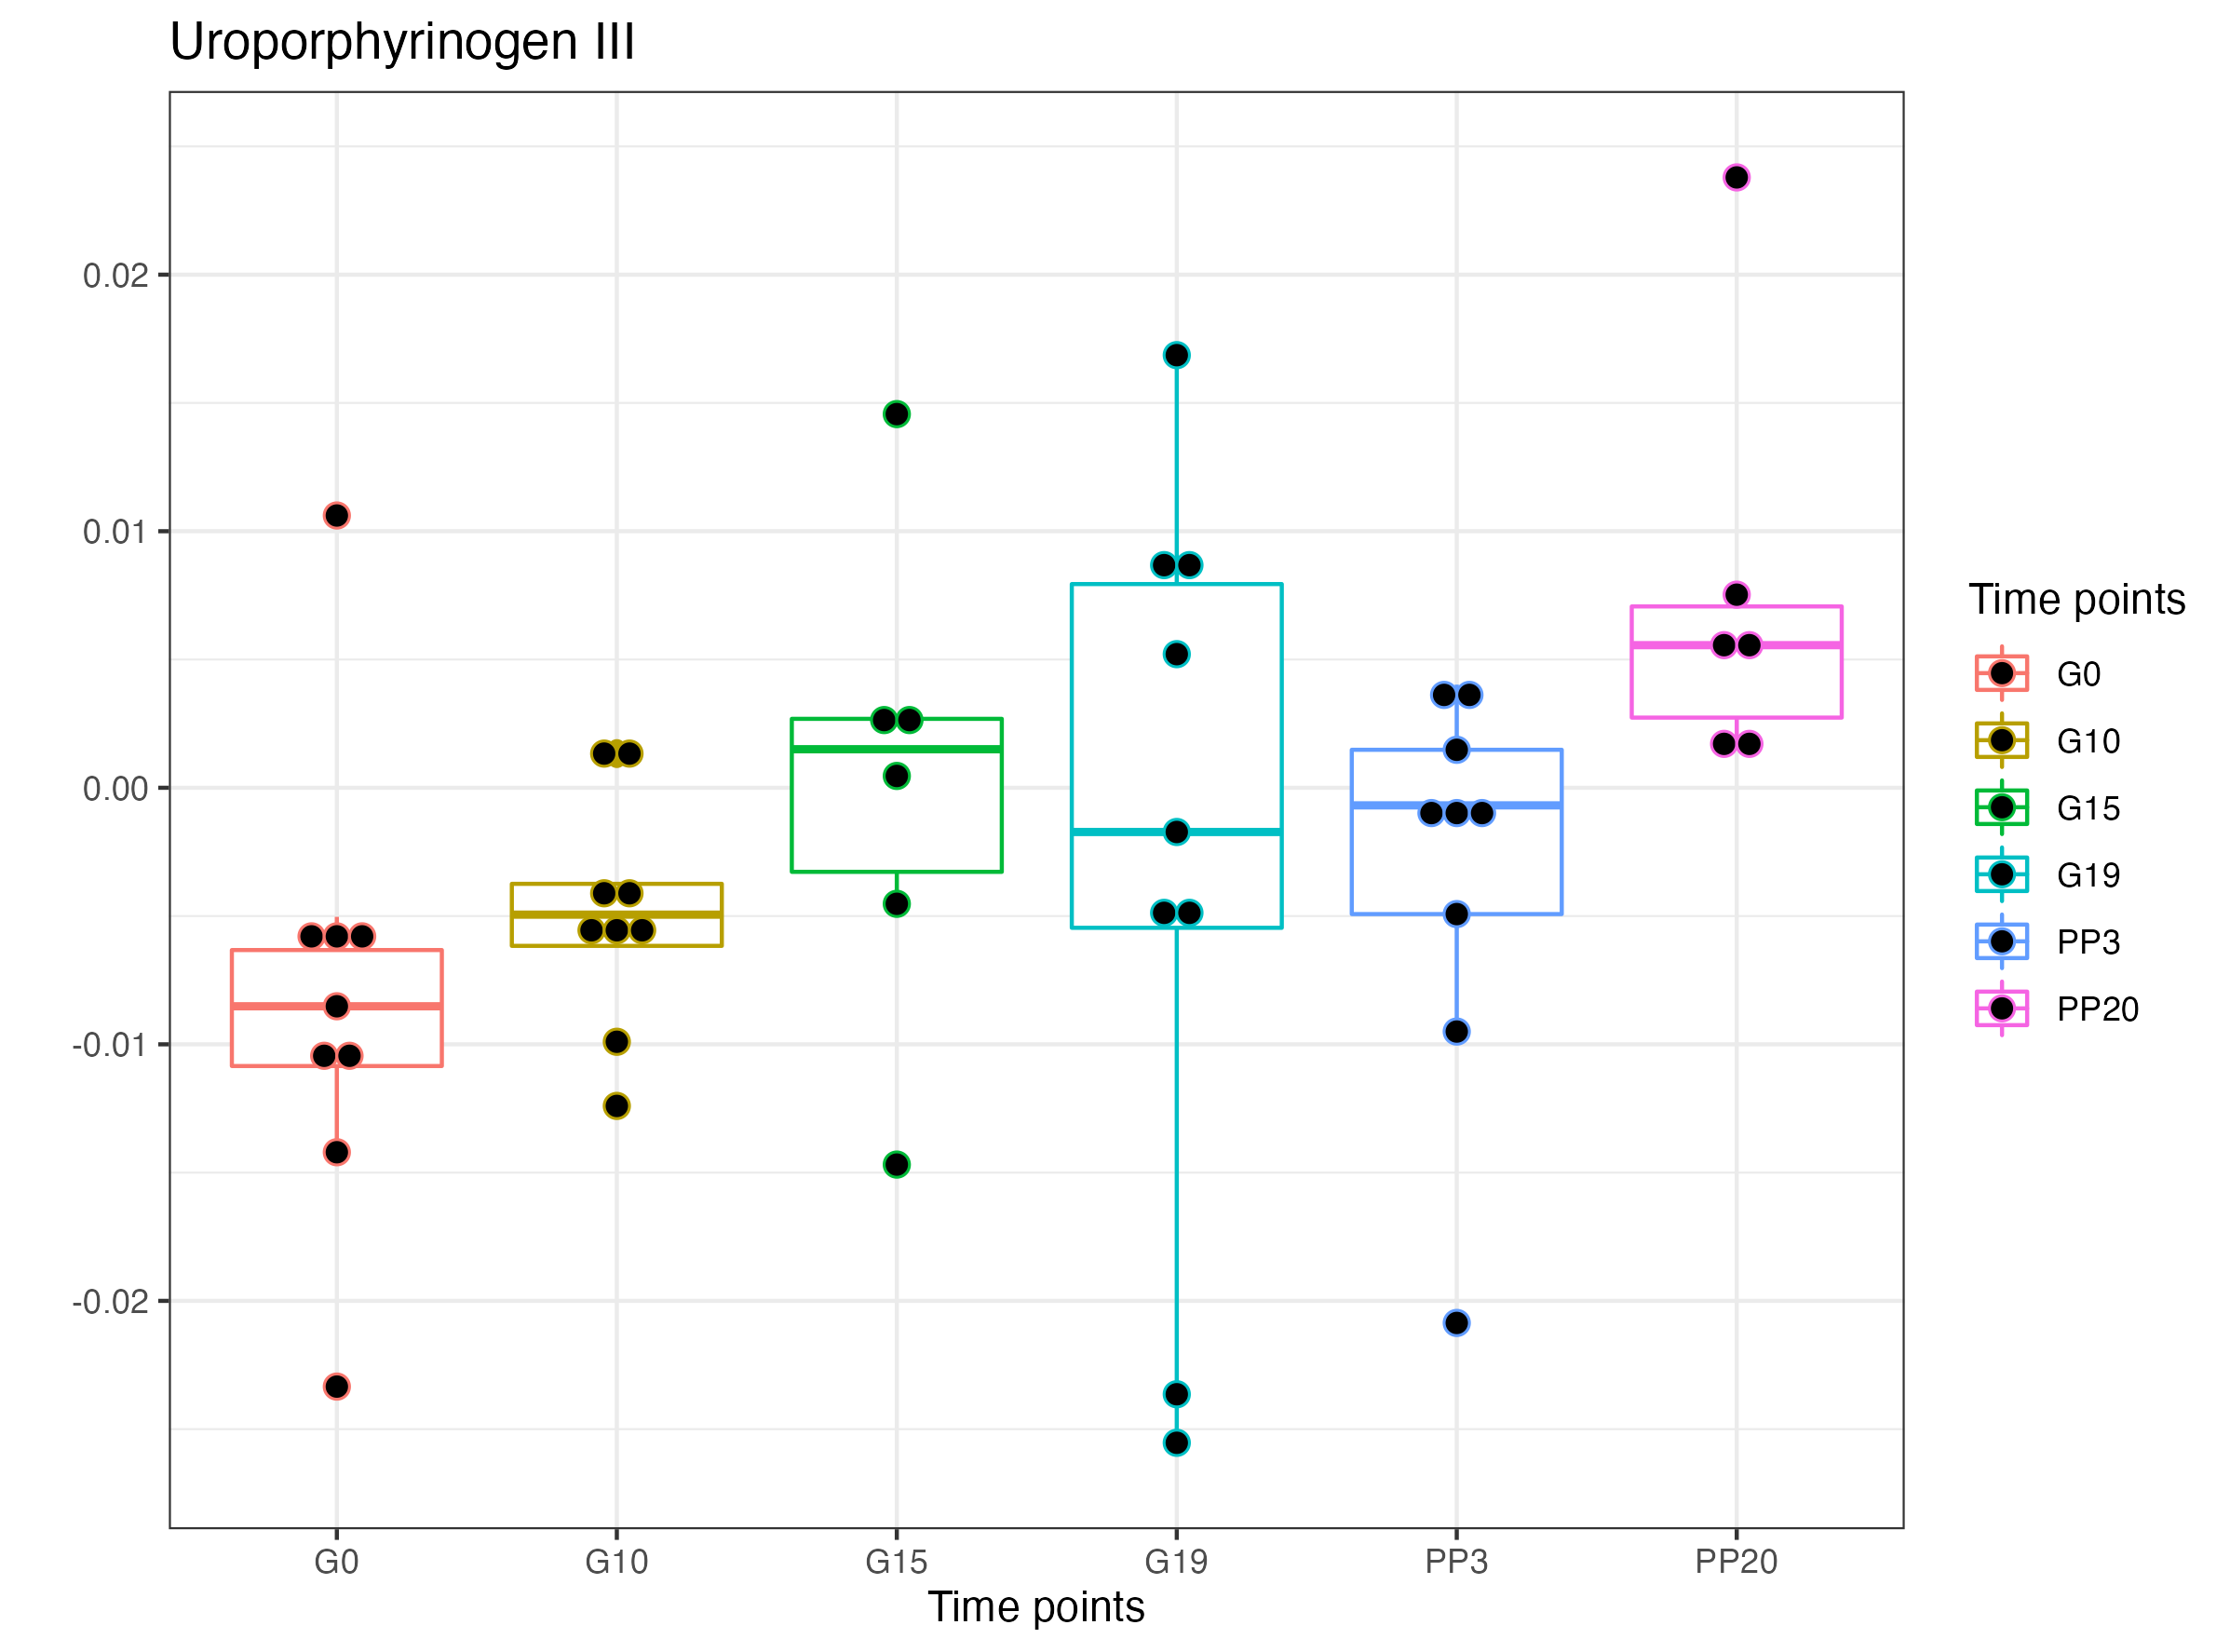 Uroporphyrinogen III
0.02
0.01
0.00
-0.01
-0.02
G0
G10
G15
G19
PP3
PP20
Time points
Time points
G0
G10
G15
G19
PP3
PP20